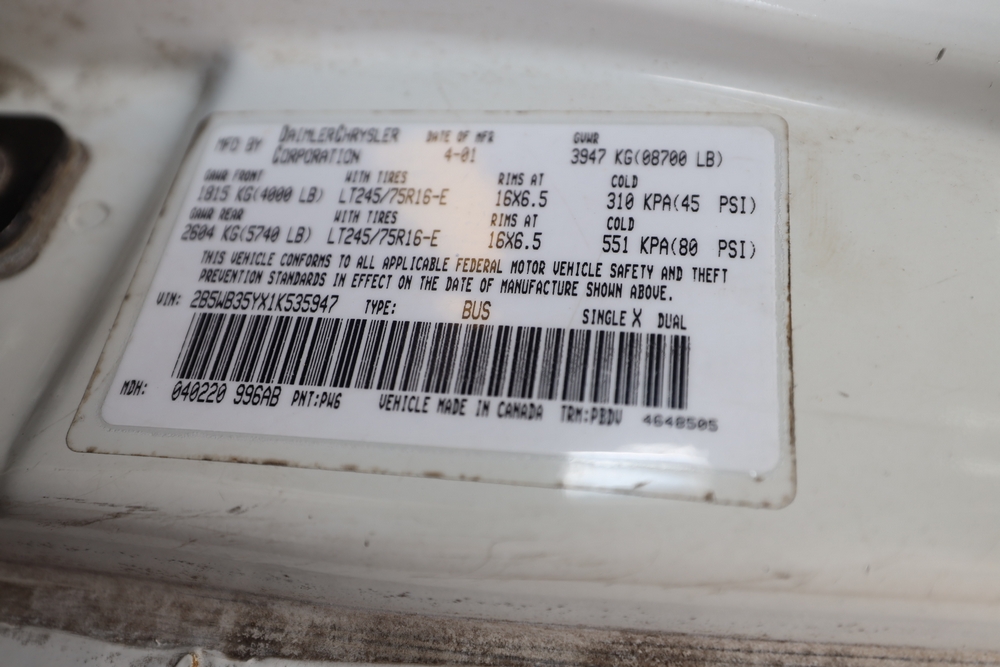 MFD BY DAIMLERCHRYSLER CORPORATION DATE OF MFR 4-01 GVWR 3947 KG(08700 LB)
GAWR FRONT WITH TIRES RIMS AT COLD
1815 KG(4000 LB) LT245/75R16-E 16X6.5 310 KPA(45 PSI)
GAWR REAR WITH TIRES RIMS AT COLD
2604 KG(5740 LB) LT245/75R16-E 16X6.5 551 KPA(80 PSI)
THIS VEHICLE CONFORMS TO ALL APPLICABLE FEDERAL MOTOR VEHICLE SAFETY AND THEFT
PREVENTION STANDARDS IN EFFECT ON THE DATE OF MANUFACTURE SHOWN ABOVE.
VIN: 2B5WB35YX1K535947 TYPE: BUS SINGLE X DUAL
MDH: 040220 996AB PNT:PW6 VEHICLE MADE IN CANADA TRM:PBDV 4648505